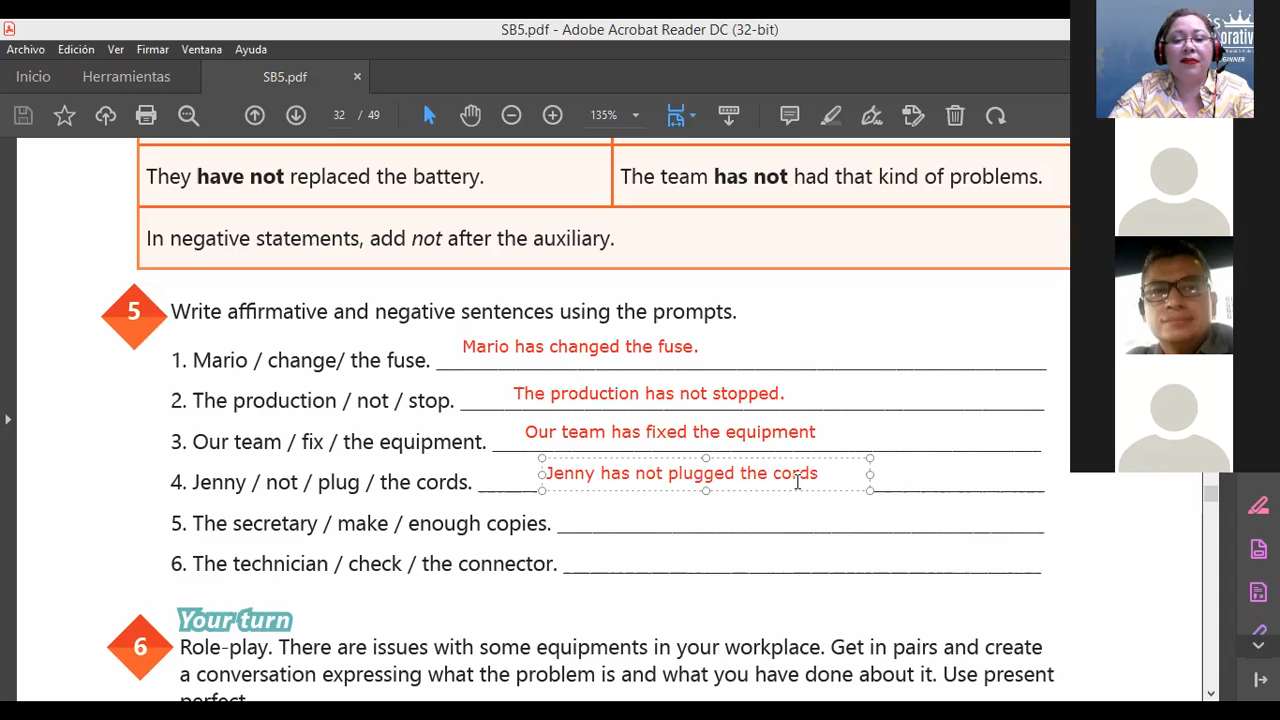 SB5.pdf - Adobe Acrobat Reader DC (32-bit)
Archivo Edición Ver Firmar Ventana Ayuda
Inicio Herramientas SB5.pdf ×
32 / 49 135%
They have not replaced the battery. The team has not had that kind of problems.
In negative statements, add not after the auxiliary.
5 Write affirmative and negative sentences using the prompts.
1. Mario / change/ the fuse. Mario has changed the fuse.
2. The production / not / stop. The production has not stopped.
3. Our team / fix / the equipment. Our team has fixed the equipment
4. Jenny / not / plug / the cords. Jenny has not plugged the cords
5. The secretary / make / enough copies.
6. The technician / check / the connector.
Your turn
6 Role-play. There are issues with some equipments in your workplace. Get in pairs and create
a conversation expressing what the problem is and what you have done about it. Use present
perfect.